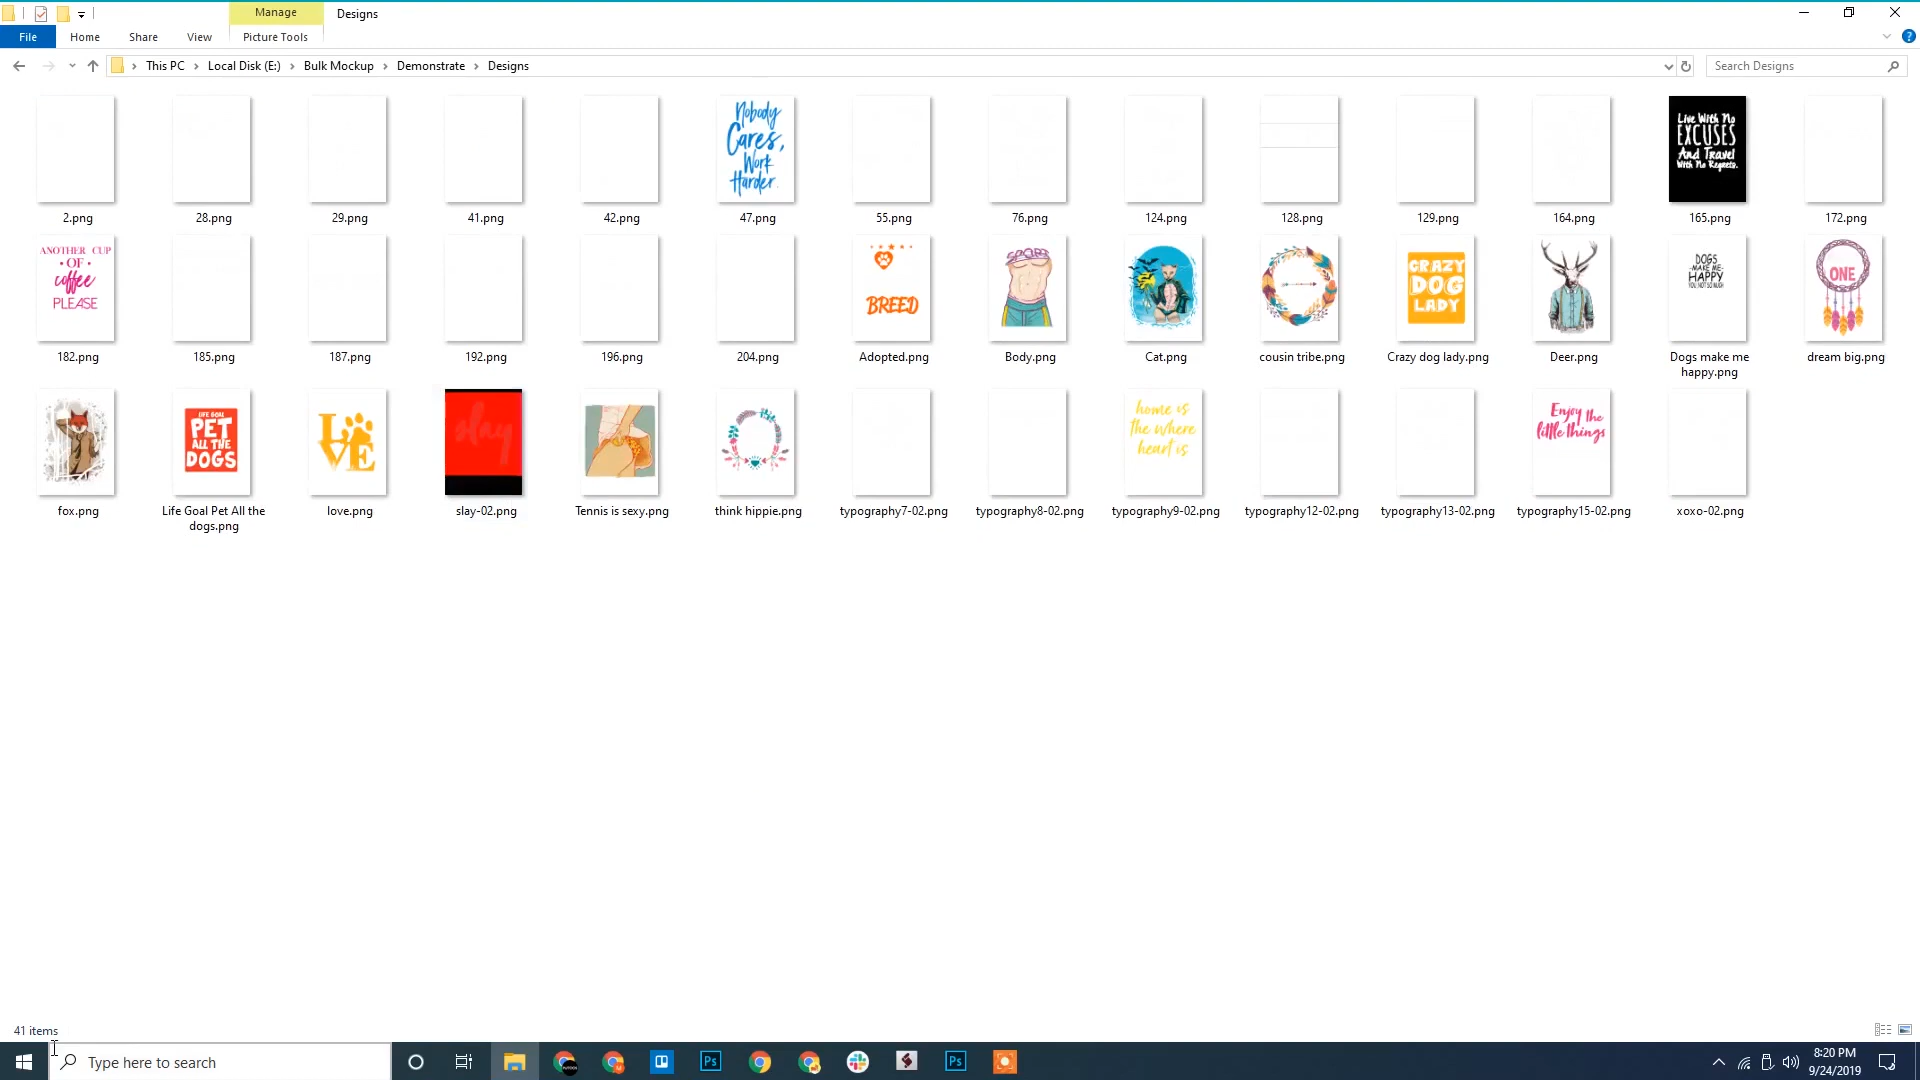 Manage
Designs
File
Home
Share
View
Picture Tools
This PC
Local Disk (E:)
Bulk Mockup
Demonstrate
Designs
Search Designs
Nobody
Cares,
Work
Harder.
Live With No
EXCUSES
And Travel
With No Regrets.
2.png
28.png
29.png
41.png
42.png
47.png
55.png
76.png
124.png
128.png
129.png
164.png
165.png
172.png
ANOTHER CUP
• OF •
coffee
PLEASE
BREED
CRAZY
DOG
LADY
DOGS
-MAKE ME-
HAPPY
YOU, NOT SO MUCH
ONE
182.png
185.png
187.png
192.png
196.png
204.png
Adopted.png
Body.png
Cat.png
cousin tribe.png
Crazy dog lady.png
Deer.png
Dogs make me
happy.png
dream big.png
LIFE GOAL
PET
ALL THE
DOGS
LOVE
slay
home is
the where
heart is
Enjoy the
little things
fox.png
Life Goal Pet All the
dogs.png
love.png
slay-02.png
Tennis is sexy.png
think hippie.png
typography7-02.png
typography8-02.png
typography9-02.png
typography12-02.png
typography13-02.png
typography15-02.png
xoxo-02.png
41 items
Type here to search
Ps
Ps
8:20 PM
9/24/2019